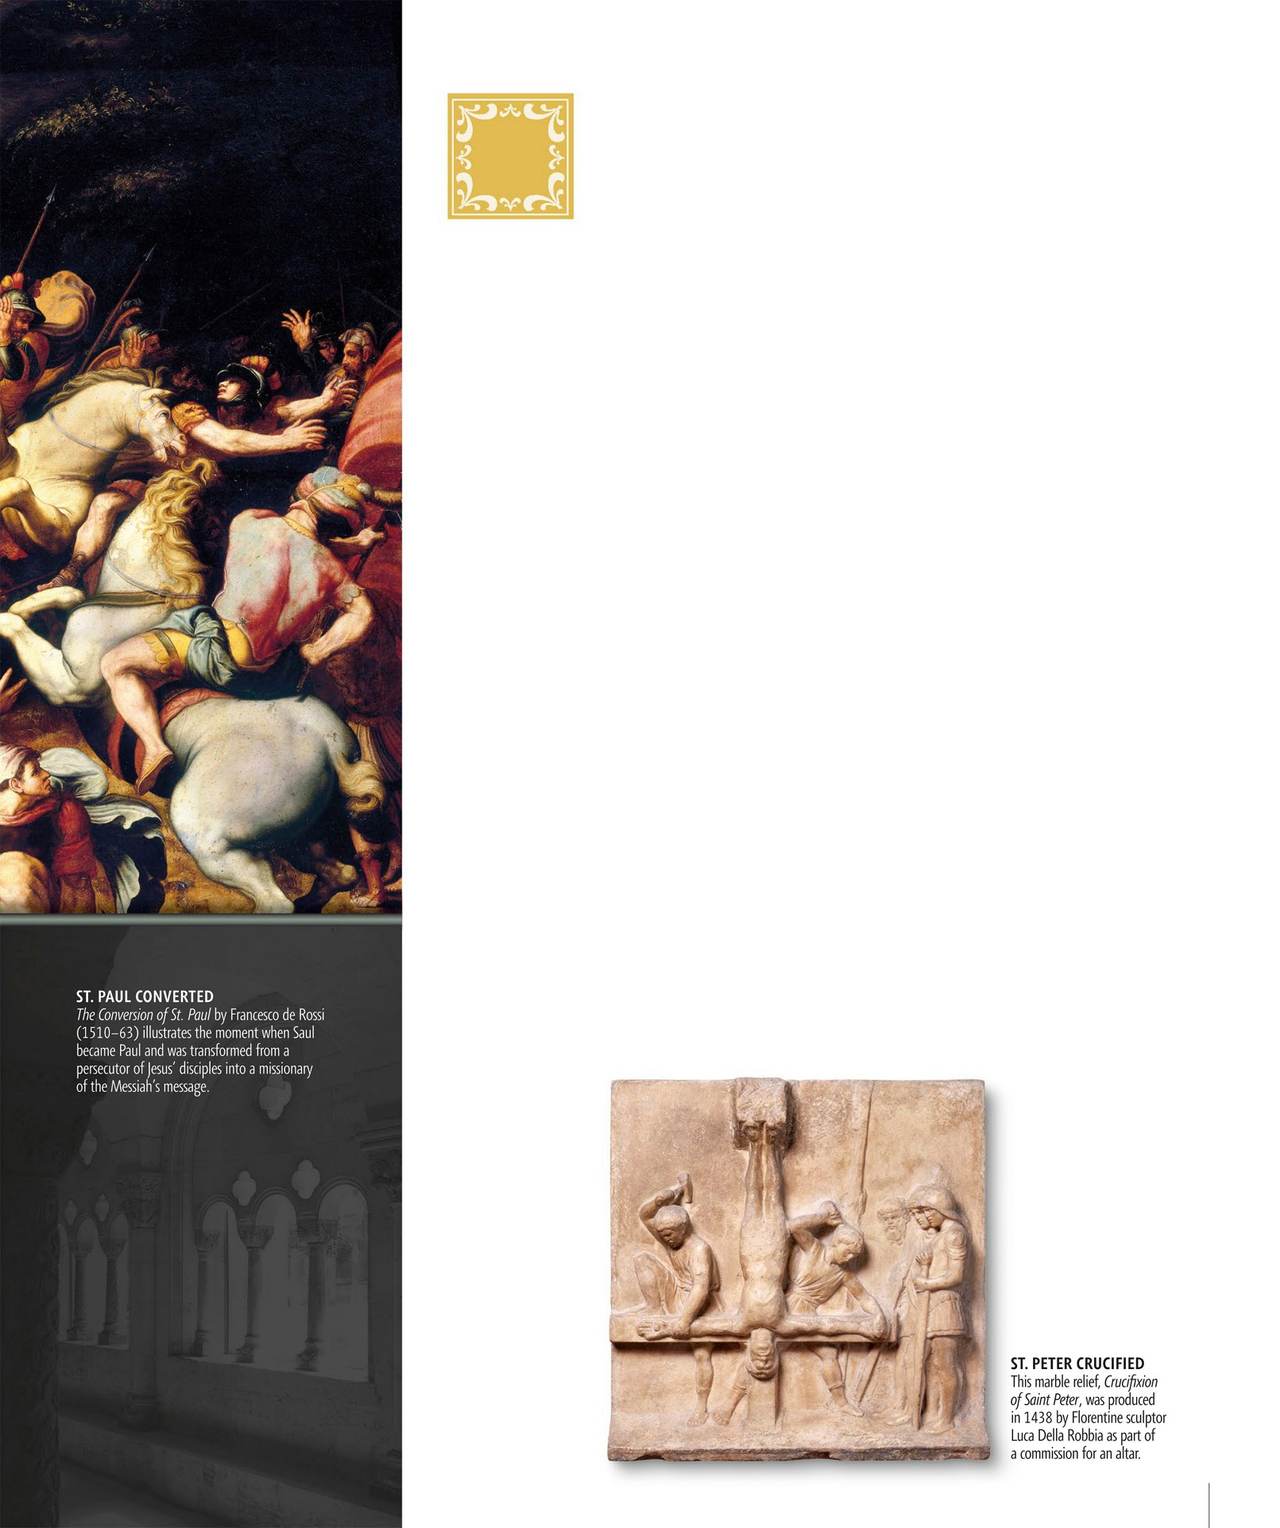 ST. PAUL CONVERTED
The Conversion of St. Paul by Francesco de Rossi
(1510–63) illustrates the moment when Saul
became Paul and was transformed from a
persecutor of Jesus’ disciples into a missionary
of the Messiah’s message.
ST. PETER CRUCIFIED
This marble relief, Crucifixion
of Saint Peter, was produced
in 1438 by Florentine sculptor
Luca Della Robbia as part of
a commission for an altar.